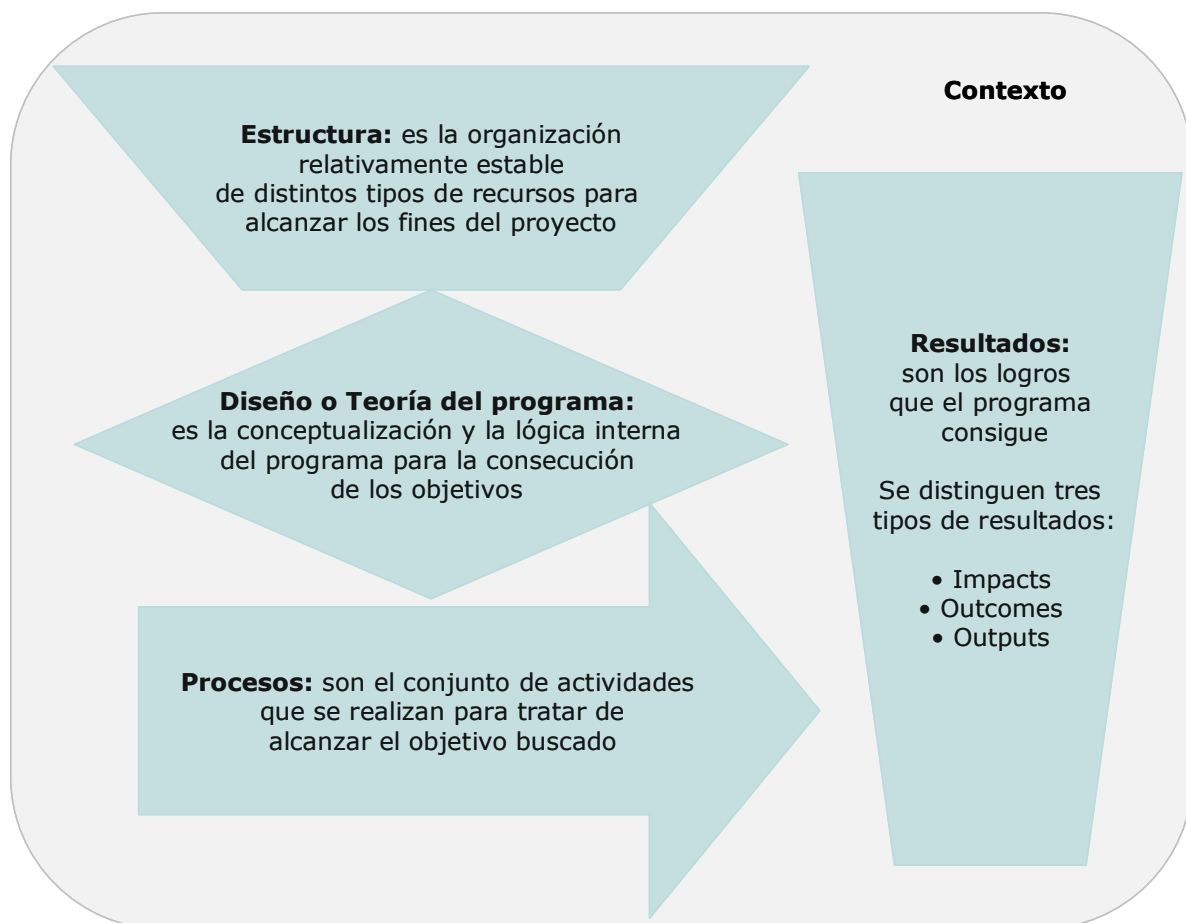 Contexto
Estructura: es la organización
relativamente estable
de distintos tipos de recursos para
alcanzar los fines del proyecto
Diseño o Teoría del programa:
es la conceptualización y la lógica interna
del programa para la consecución
de los objetivos
Procesos: son el conjunto de actividades
que se realizan para tratar de
alcanzar el objetivo buscado
Resultados:
son los logros
que el programa
consigue
Se distinguen tres
tipos de resultados:
• Impacts
• Outcomes
• Outputs